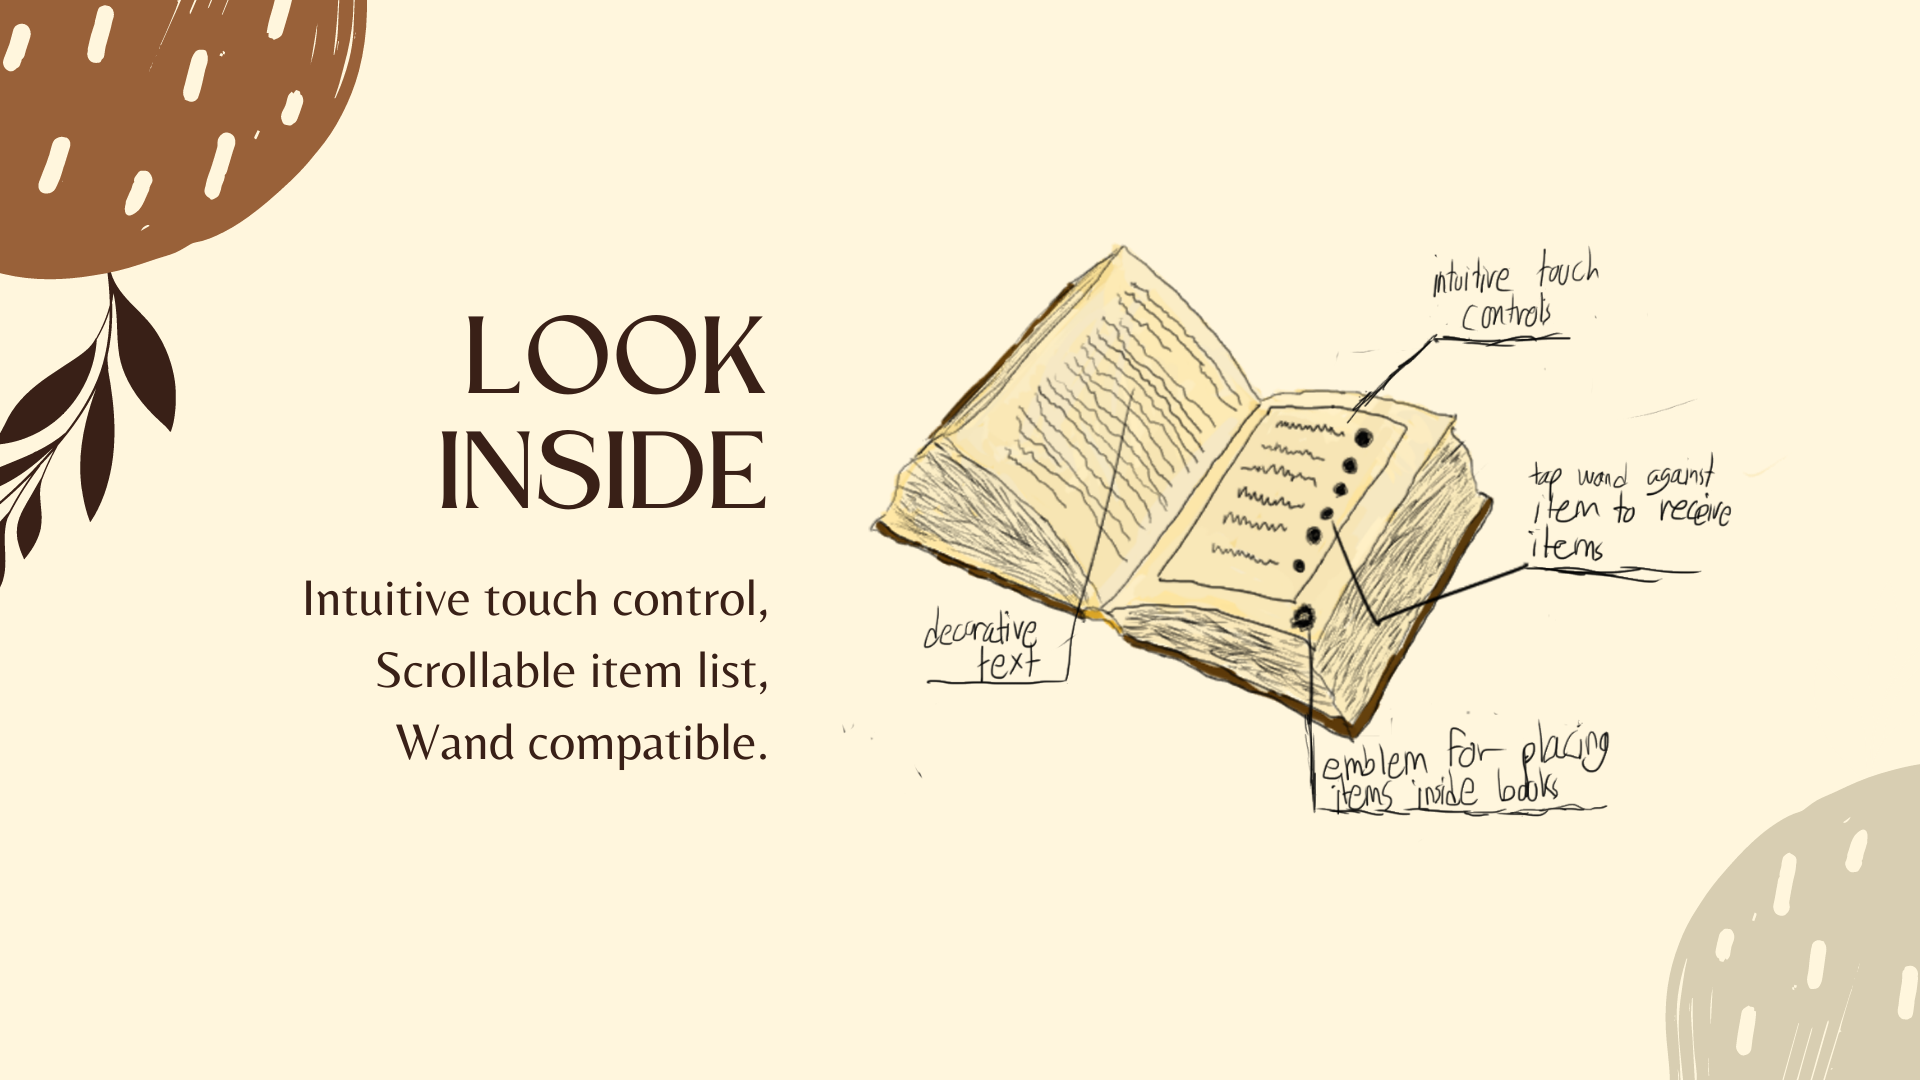 LOOK
INSIDE
Intuitive touch control,
Scrollable item list,
Wand compatible.
intuitive touch
controls
tap wand against
item to receive
items
decorative
text
emblem for placing
items inside books